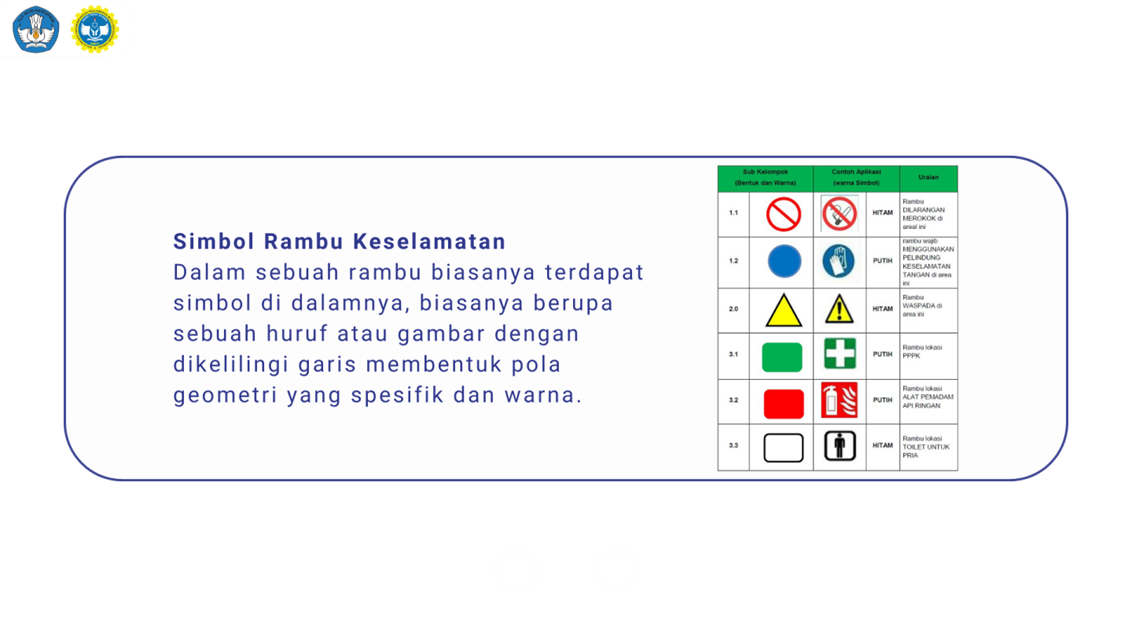 Simbol Rambu Keselamatan
Dalam sebuah rambu biasanya terdapat
simbol di dalamnya, biasanya berupa
sebuah huruf atau gambar dengan
dikelilingi garis membentuk pola
geometri yang spesifik dan warna.
Sub Kelompok
(Bentuk dan Warna)
Contoh Aplikasi
(warna Simbol)
Uraian
1.1
HITAM
Rambu
DILARANGAN
MEROKOK di
areal ini
1.2
PUTIH
rambu wajib
MENGGUNAKAN
PELINDUNG
KESELAMATAN
TANGAN di area
ini
2.0
HITAM
Rambu
WASPADA di
area ini
3.1
PUTIH
Rambu lokasi
PPPK
3.2
PUTIH
Rambu lokasi
ALAT PEMADAM
API RINGAN
3.3
HITAM
Rambu lokasi
TOILET UNTUK
PRIA